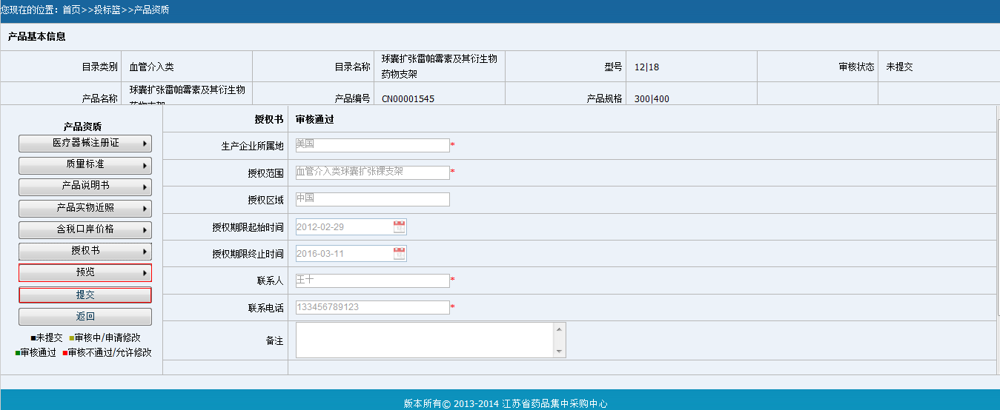 您现在的位置：首页>>投标篮>>产品资质
产品基本信息
目录类别 血管介入类 目录名称 球囊扩张雷帕霉素及其衍生物药物支架 型号 12|18 审核状态 未提交
产品名称 球囊扩张雷帕霉素及其衍生物 产品编号 CN00001545 产品规格 300|400
产品资质
医疗器械注册证
质量标准
产品说明书
产品实物近照
含税口岸价格
授权书
预览
提交
返回
■未提交 ■审核中/申请修改
■审核通过 ■审核不通过/允许修改
授权书 审核通过
生产企业所属地 美国 *
授权范围 血管介入类球囊扩张裸支架 *
授权区域 中国
授权期限起始时间 2012-02-29
授权期限终止时间 2016-03-11
联系人 王十 *
联系电话 133456789123 *
备注
版本所有© 2013-2014 江苏省药品集中采购中心